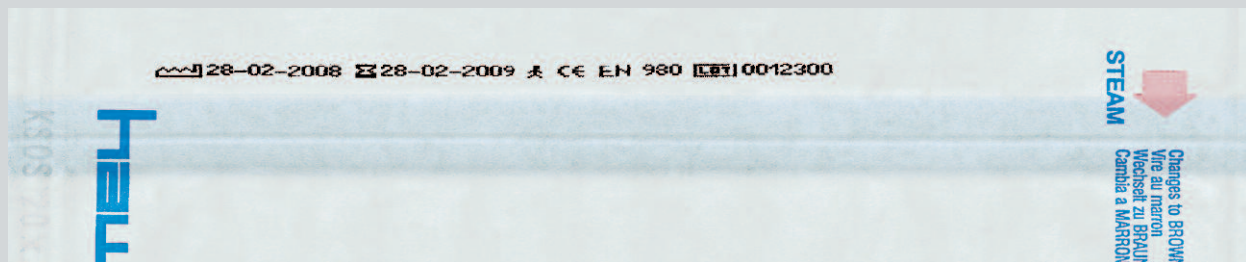 28-02-2008 28-02-2009 CE EN 980 LOT 0012300
STEAM
Changes to BROWN
Vire au marron
Wechselt zu BRAUN
Cambia a MARRON